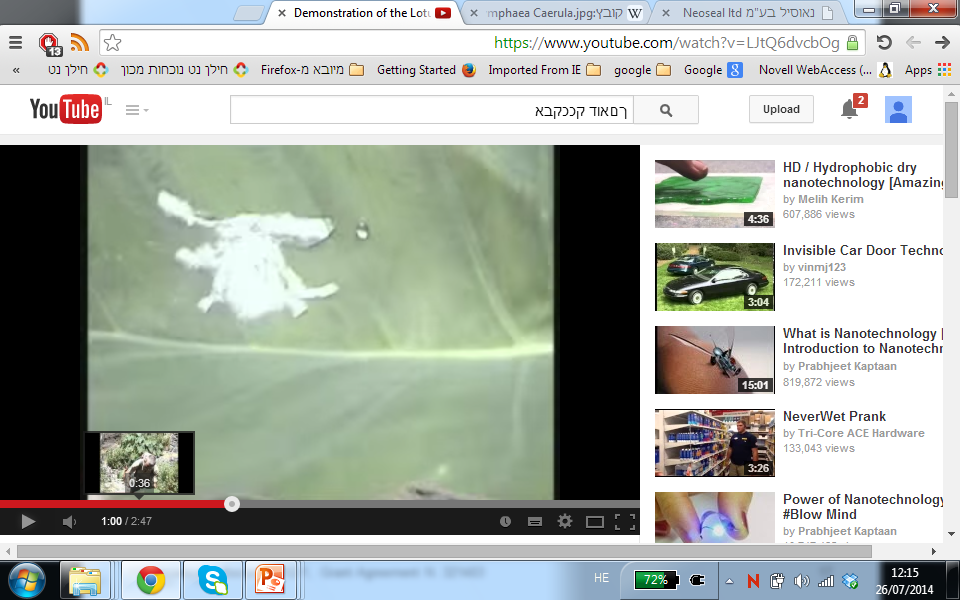 Demonstration of the Lotu
קובץ:mphaea Caerula.jpg
נאוסיל בע"מ Neoseal ltd
13
https://www.youtube.com/watch?v=LJtQ6dvcbOg
«
חילן נט
חילן נט נוכחות מכון
מיובא מ-Firefox
Getting Started
Imported From IE
google
Google
Novell WebAccess (...
Apps
YouTube IL
ךםאוד קככקבא
Upload
2
HD / Hydrophobic dry
nanotechnology [Amazing
by Melih Kerim
607,886 views
4:36
Invisible Car Door Techno
by vinmj123
172,211 views
3:04
What is Nanotechnology |
Introduction to Nanotechn
by Prabhjeet Kaptaan
819,872 views
15:01
NeverWet Prank
by Tri-Core ACE Hardware
133,043 views
3:26
Power of Nanotechnology
#Blow Mind
by Prabhjeet Kaptaan
0:36
1:00 / 2:47
HE
72%
12:15
26/07/2014